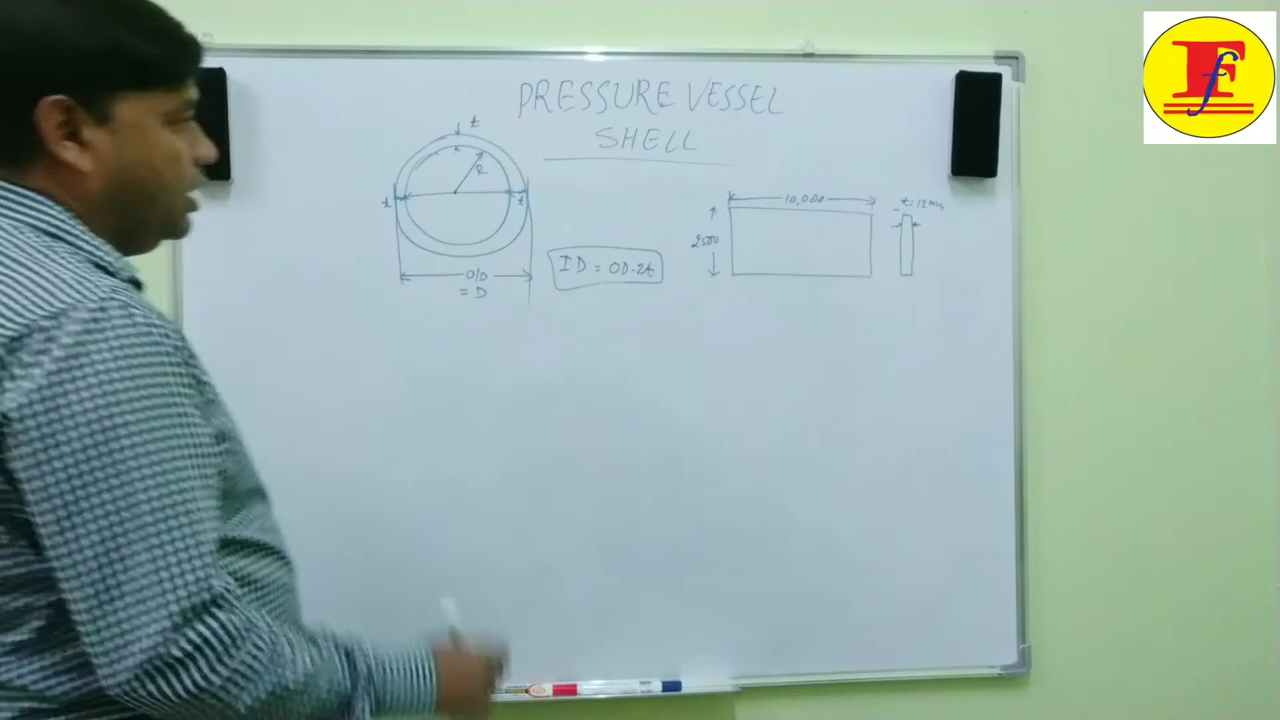 PRESSURE VESSEL
SHELL
t
R
t
t
O/D
= D
ID = OD-2t
10,000
2500
t=12mm
F
f